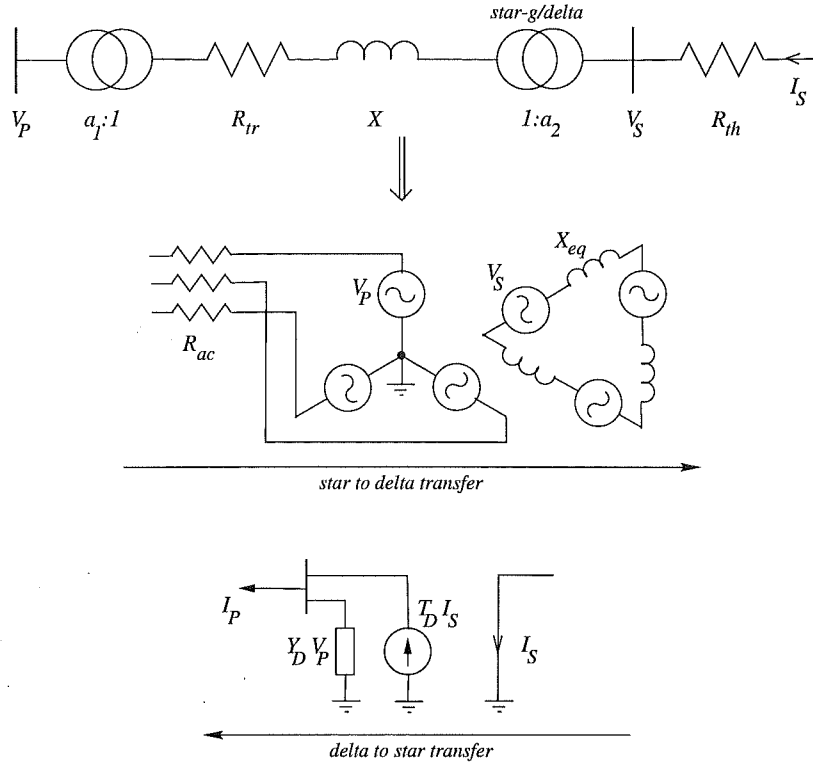 star-g/delta
V_P a_1:1 R_tr X 1:a_2 V_S R_th I_S
X_eq
V_S
V_P
R_ac
star to delta transfer
I_P Y_D V_P T_D I_S I_S
delta to star transfer